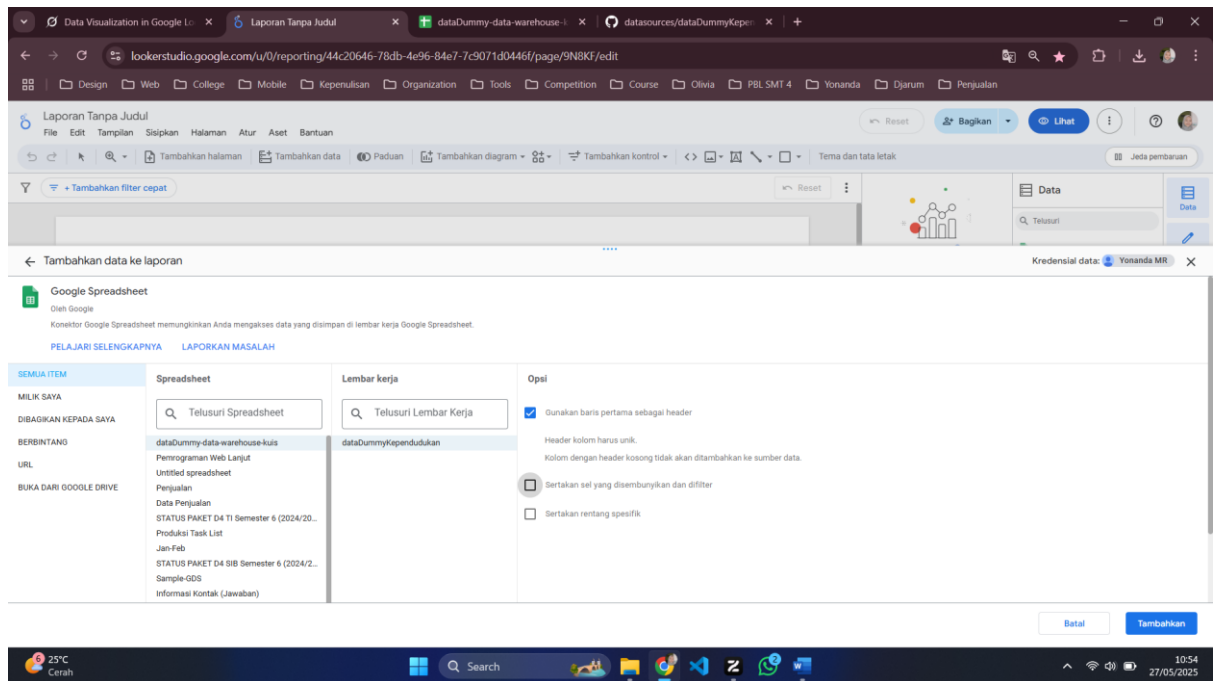 Data Visualization in Google Lo
Laporan Tanpa Judul
dataDummy-data-warehouse-k
datasources/dataDummyKepen
lookerstudio.google.com/u/0/reporting/44c20646-78db-4e96-84e7-7c9071d0446f/page/9N8KF/edit
Design Web College Mobile Kepenulisan Organization Tools Competition Course Olivia PBL SMT 4 Yonanda Djarum Penjualan
Laporan Tanpa Judul
File Edit Tampilan Sisipkan Halaman Atur Aset Bantuan
Reset Bagikan Lihat
Tambahkan halaman Tambahkan data Paduan Tambahkan diagram Tambahkan kontrol Tema dan tata letak Jeda pembaruan
+ Tambahkan filter cepat Reset
Data
Data
Telusuri
Tambahkan data ke laporan
Kredensial data: Yonanda MR
Google Spreadsheet
Oleh Google
Konektor Google Spreadsheet memungkinkan Anda mengakses data yang disimpan di lembar kerja Google Spreadsheet.
PELAJARI SELENGKAPNYA LAPORKAN MASALAH
SEMUA ITEM
MILIK SAYA
DIBAGIKAN KEPADA SAYA
BERBINTANG
URL
BUKA DARI GOOGLE DRIVE
Spreadsheet
Telusuri Spreadsheet
dataDummy-data-warehouse-kuis
Pemrograman Web Lanjut
Untitled spreadsheet
Penjualan
Data Penjualan
STATUS PAKET D4 TI Semester 6 (2024/20...
Produksi Task List
Jan-Feb
STATUS PAKET D4 SIB Semester 6 (2024/2...
Sample-GDS
Informasi Kontak (Jawaban)
Lembar kerja
Telusuri Lembar Kerja
dataDummyKependudukan
Opsi
Gunakan baris pertama sebagai header
Header kolom harus unik.
Kolom dengan header kosong tidak akan ditambahkan ke sumber data.
Sertakan sel yang disembunyikan dan difilter
Sertakan rentang spesifik
Batal Tambahkan
6
25°C
Cerah
Search
2
10:54
27/05/2025